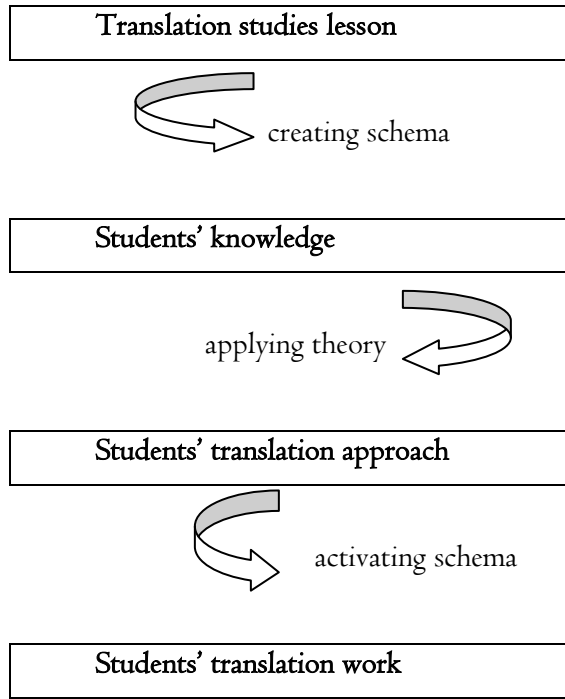 Translation studies lesson
creating schema
Students’ knowledge
applying theory
Students’ translation approach
activating schema
Students’ translation work